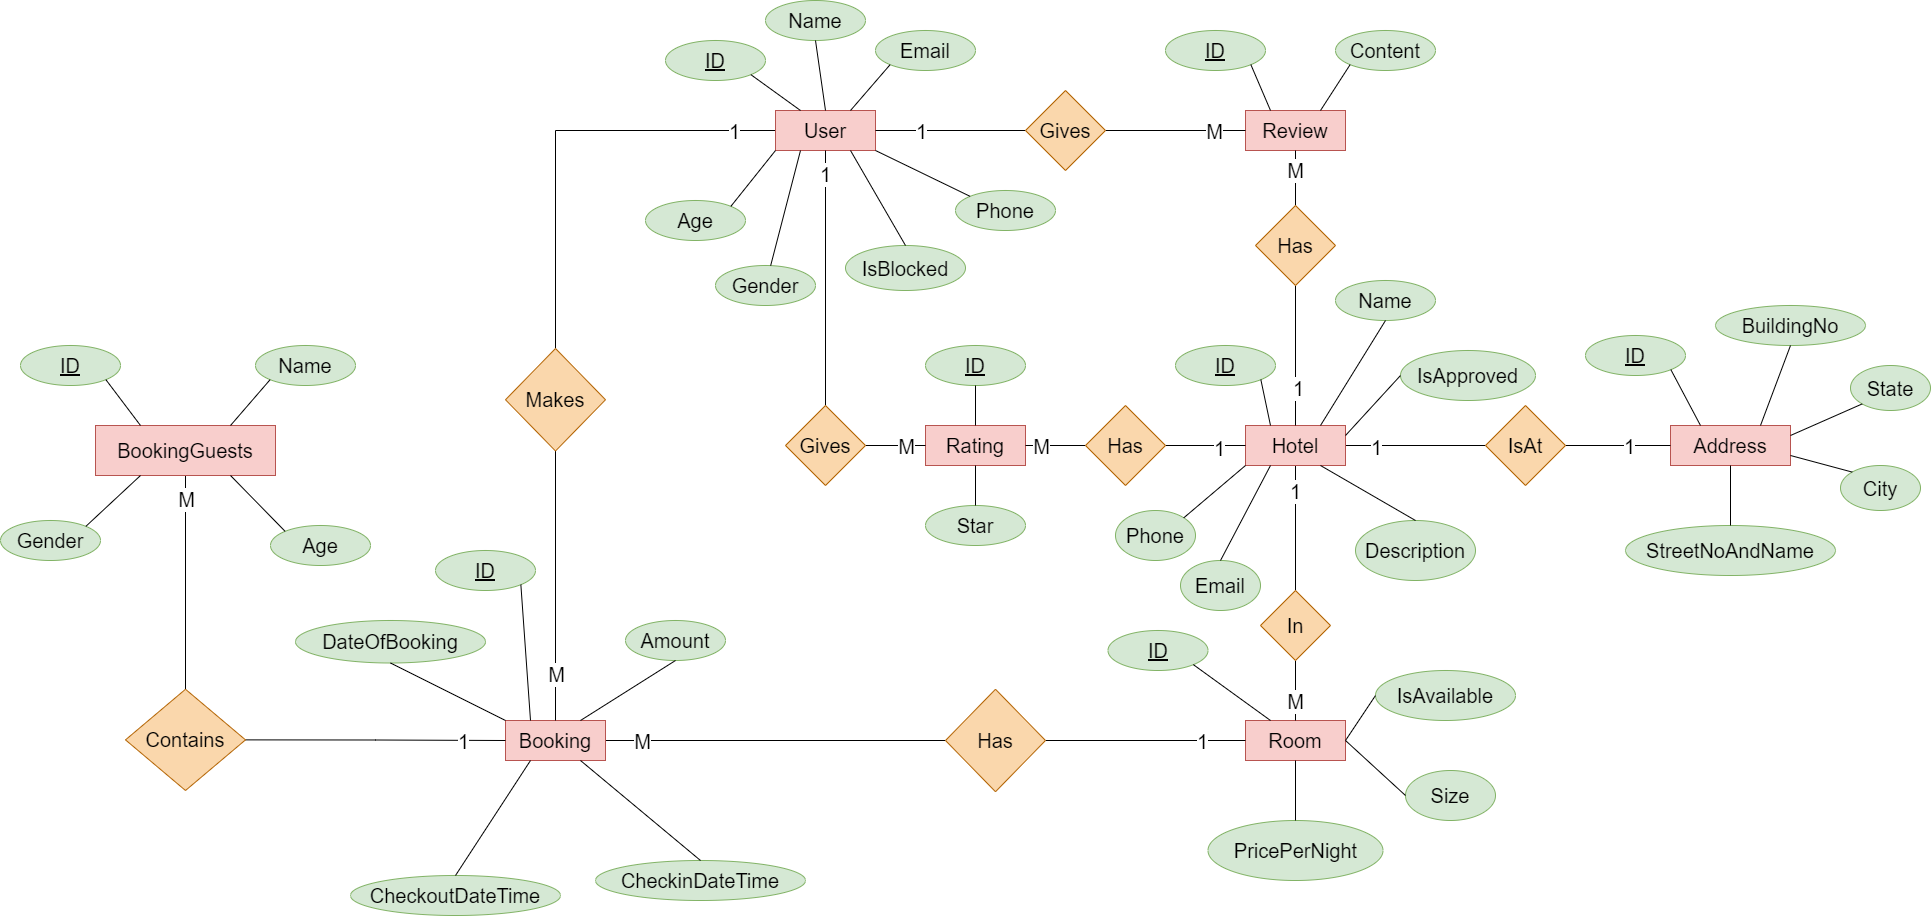 Name
ID
Email
ID
Content
1
User
1
Gives
M
Review
M
1
Age
Phone
Has
Gender
IsBlocked
Name
BuildingNo
ID
ID
Name
ID
ID
IsApproved
State
1
Makes
BookingGuests
Gives
M
Rating
M
Has
1
Hotel
1
IsAt
1
Address
M
1
City
Gender
Age
Star
Phone
Description
StreetNoAndName
ID
Email
DateOfBooking
Amount
In
ID
M
M
IsAvailable
Contains
1
Booking
M
Has
1
Room
Size
PricePerNight
CheckoutDateTime
CheckinDateTime